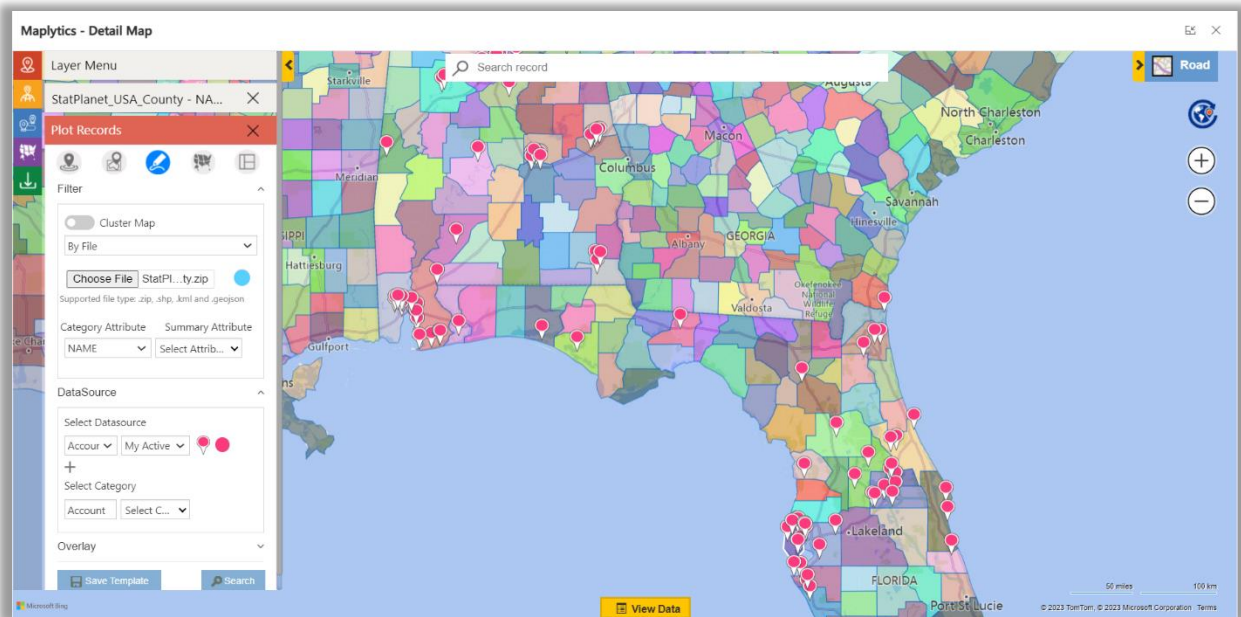 Maplytics - Detail Map
Layer Menu
StatPlanet_USA_County - NA...
Plot Records
Filter
Cluster Map
By File
Choose File StatPl...ty.zip
Supported file type: .zip, .shp, .kml and .geojson
Category Attribute Summary Attribute
NAME Select Attrib...
DataSource
Select Datasource
Accour My Active
Select Category
Account Select C...
Overlay
Save Template Search
Microsoft Bing
Search record
Road
Starkville
Augusta
North Charleston
Charleston
Macon
Meridian
Columbus
Savannah
Hinesville
SIPPI
Hattiesburg
Albany
GEORGIA
Okefenokee
National
Wildlife
Refuge
Valdosta
Gulfport
ns
Lakeland
FLORIDA
Port St Lucie
View Data
50 miles 100 km
© 2023 TomTom, © 2023 Microsoft Corporation Terms